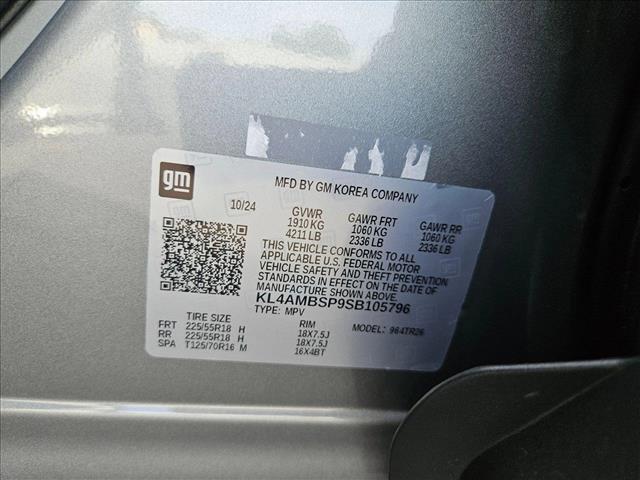 gm
MFD BY GM KOREA COMPANY
10/24 GVWR GAWR FRT GAWR RR
1910 KG 1060 KG 1060 KG
4211 LB 2336 LB 2336 LB
THIS VEHICLE CONFORMS TO ALL
APPLICABLE U.S. FEDERAL MOTOR
VEHICLE SAFETY AND THEFT PREVENTION
STANDARDS IN EFFECT ON THE DATE OF
MANUFACTURE SHOWN ABOVE.
KL4AMBSP9SB105796
TYPE: MPV
TIRE SIZE RIM MODEL: 984TR26
FRT 225/55R18 H 18X7.5J
RR 225/55R18 H 18X7.5J
SPA T125/70R16 M 16X4BT